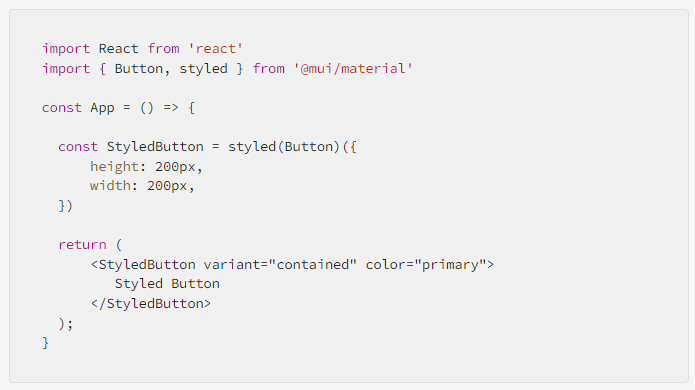 import React from 'react'
import { Button, styled } from '@mui/material'
const App = () => {
const StyledButton = styled(Button)({
height: 200px,
width: 200px,
})
return (
<StyledButton variant="contained" color="primary">
Styled Button
</StyledButton>
);
}